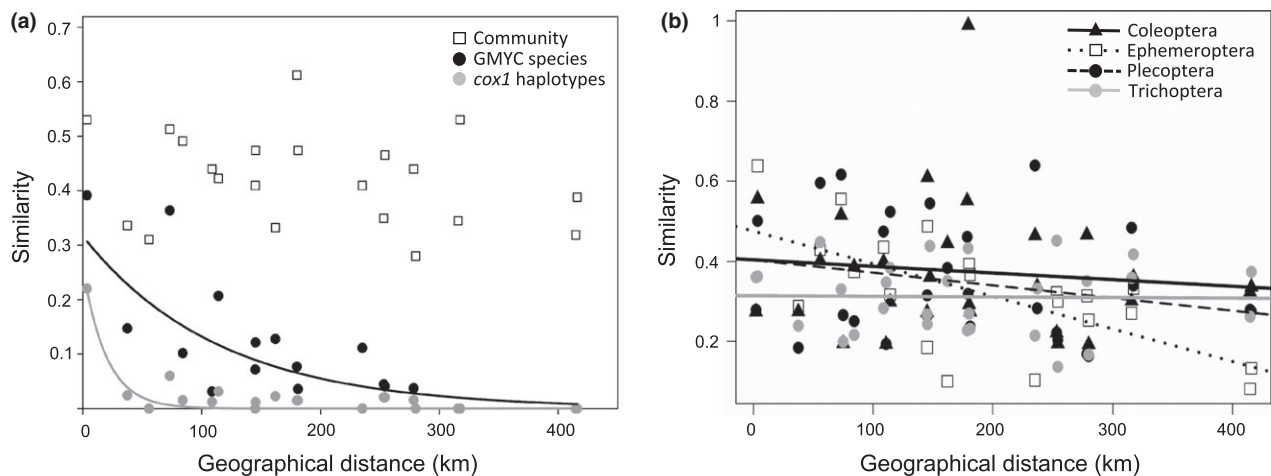 (a)
0.7
0.6
0.5
0.4
0.3
0.2
0.1
Similarity
Community
GMYC species
cox1 haplotypes
0 100 200 300 400
Geographical distance (km)
(b)
1
0.8
0.6
0.4
0.2
Similarity
Coleoptera
Ephemeroptera
Plecoptera
Trichoptera
0 100 200 300 400
Geographical distance (km)